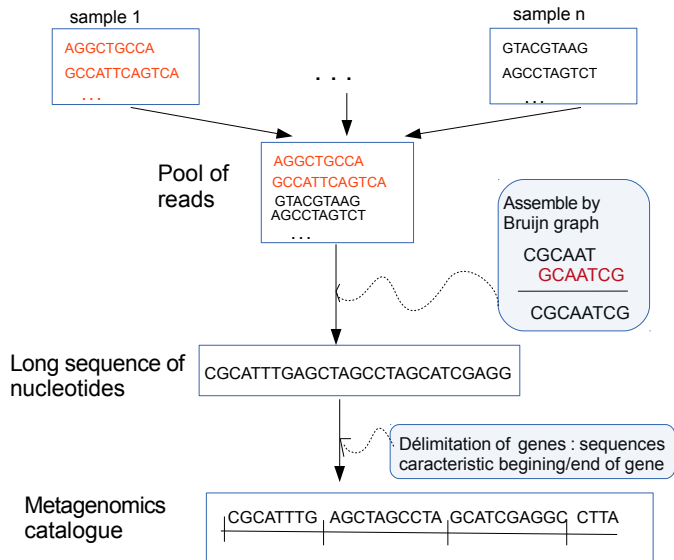 sample 1
sample n
AGGCTGCCA
GCCATTCAGTCA
...
...
GTACGTAAG
AGCCTAGTCT
...
Pool of
reads
AGGCTGCCA
GCCATTCAGTCA
GTACGTAAG
AGCCTAGTCT
...
Assemble by
Bruijn graph
CGCAAT
GCAATCG
CGCAATCG
Long sequence of
nucleotides
CGCATTTGAGCTAGCCTAGCATCGAGG
Délimitation of genes : sequences
caracteristic begining/end of gene
Metagenomics
catalogue
CGCATTTG AGCTAGCCTA GCATCGAGGC CTTA